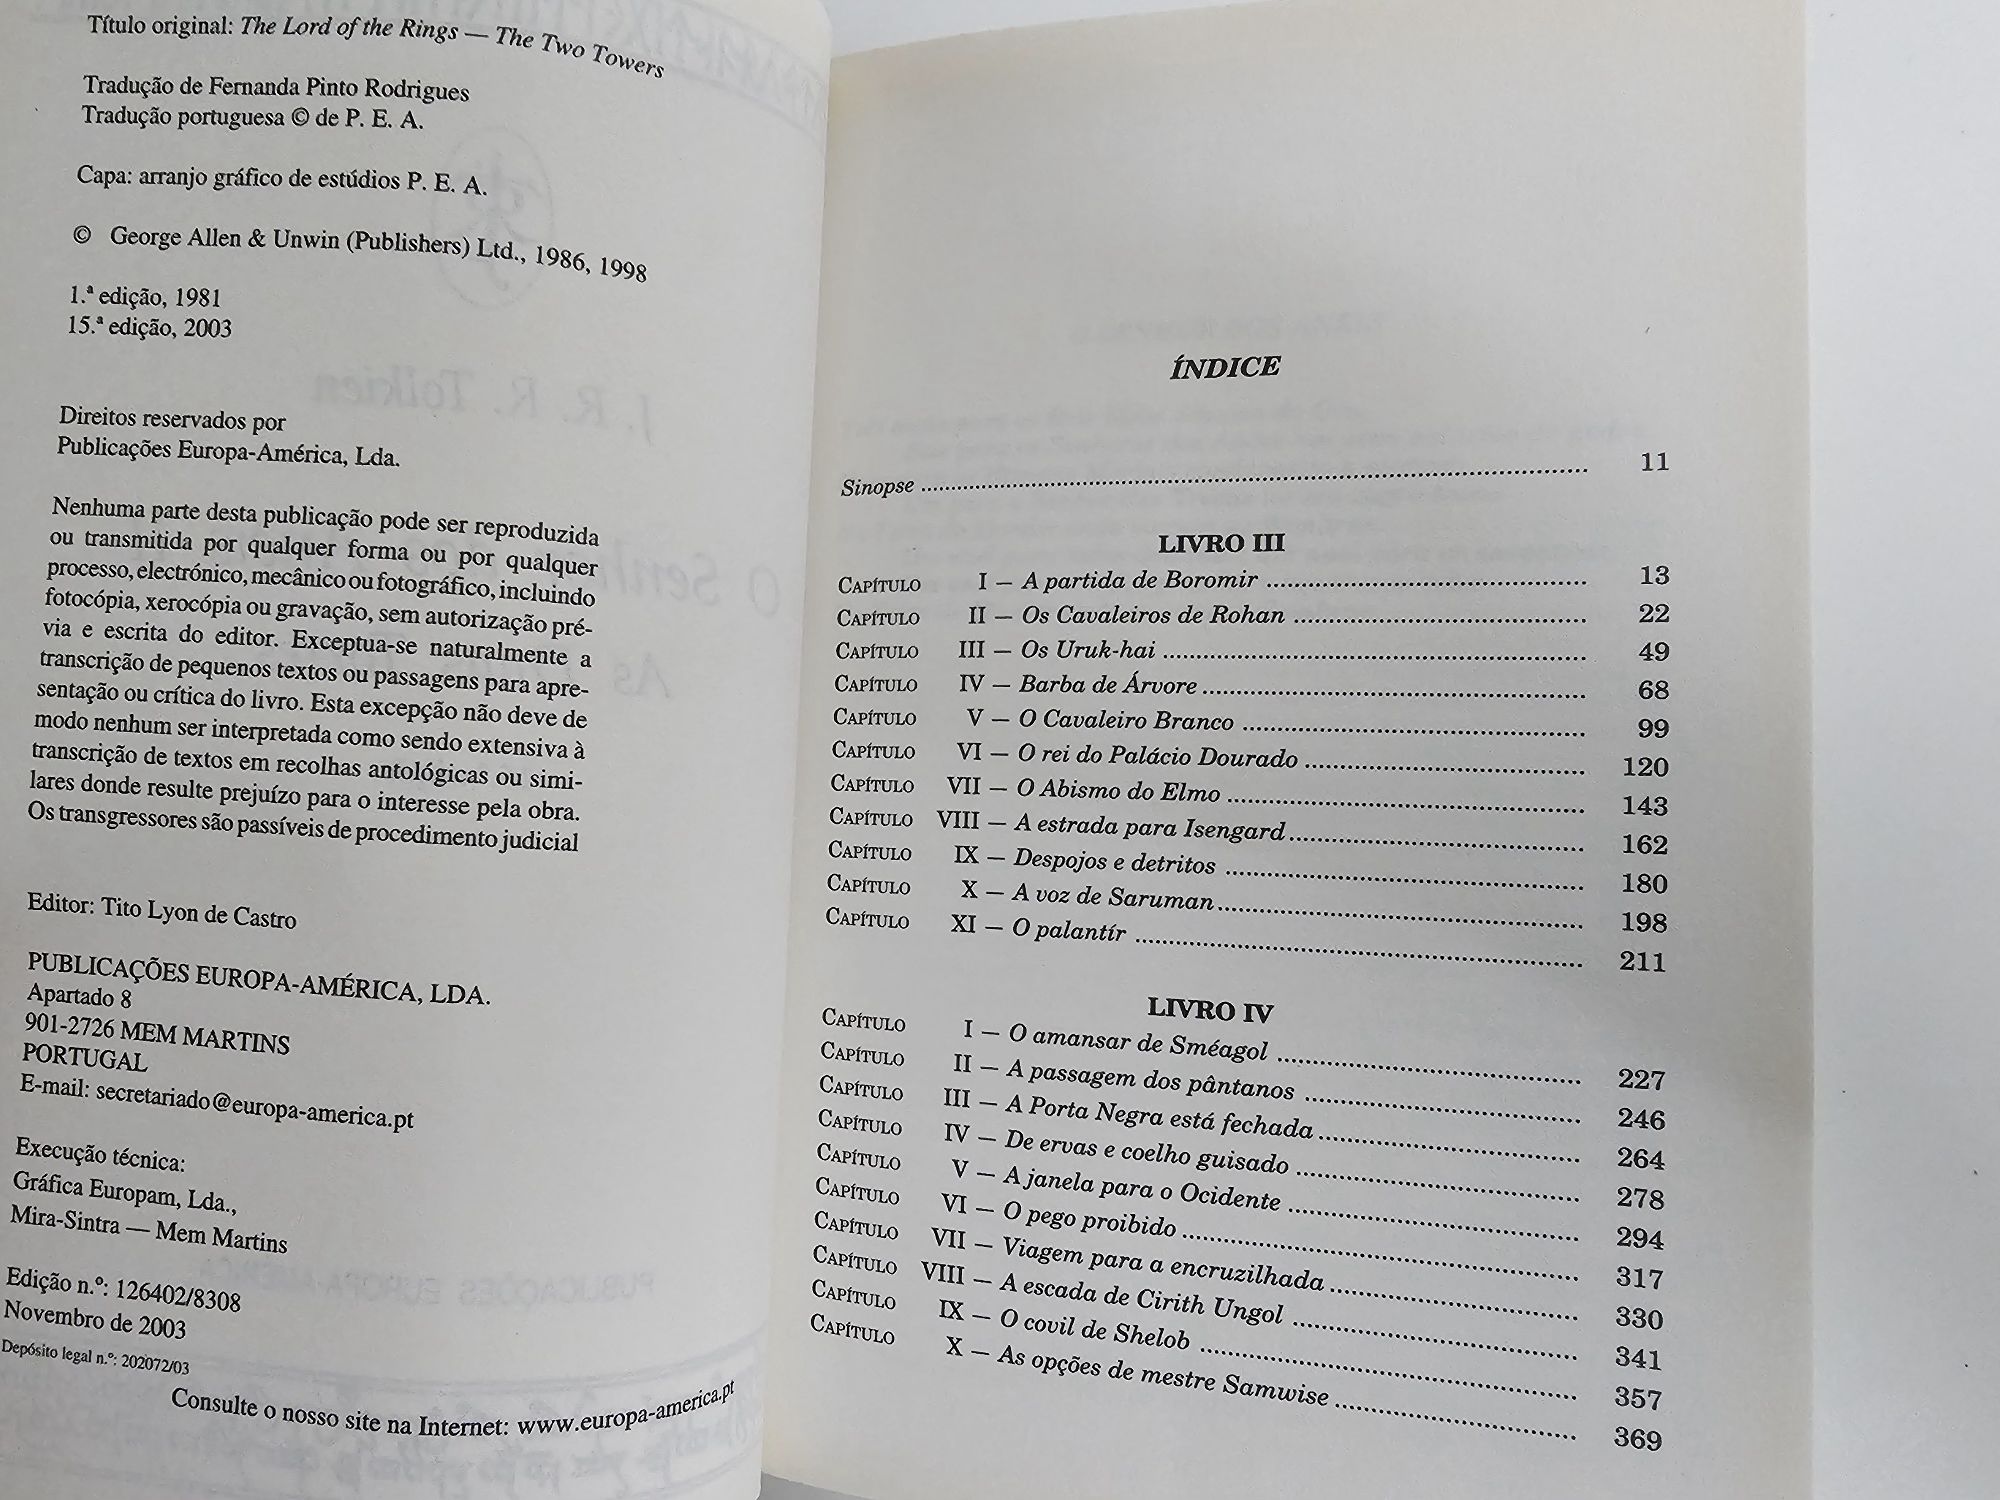 Título original: The Lord of the Rings — The Two Towers
Tradução de Fernanda Pinto Rodrigues
Tradução portuguesa © de P. E. A.
Capa: arranjo gráfico de estúdios P. E. A.
© George Allen & Unwin (Publishers) Ltd., 1986, 1998
1.ª edição, 1981
15.ª edição, 2003
Direitos reservados por
Publicações Europa-América, Lda.
Nenhuma parte desta publicação pode ser reproduzida
ou transmitida por qualquer forma ou por qualquer
processo, electrónico, mecânico ou fotográfico, incluindo
fotocópia, xerocópia ou gravação, sem autorização pré-
via e escrita do editor. Exceptua-se naturalmente a
transcrição de pequenos textos ou passagens para apre-
sentação ou crítica do livro. Esta excepção não deve de
modo nenhum ser interpretada como sendo extensiva à
transcrição de textos em recolhas antológicas ou simi-
lares donde resulte prejuízo para o interesse pela obra.
Os transgressores são passíveis de procedimento judicial
Editor: Tito Lyon de Castro
PUBLICAÇÕES EUROPA-AMÉRICA, LDA.
Apartado 8
901-2726 MEM MARTINS
PORTUGAL
E-mail: secretariado@europa-america.pt
Execução técnica:
Gráfica Europam, Lda.,
Mira-Sintra — Mem Martins
Edição n.º: 126402/8308
Novembro de 2003
Depósito legal n.º: 202072/03
Consulte o nosso site na Internet: www.europa-america.pt
ÍNDICE
Sinopse ........ 11
LIVRO III
CAPÍTULO I — A partida de Boromir ........ 13
CAPÍTULO II — Os Cavaleiros de Rohan ........ 22
CAPÍTULO III — Os Uruk-hai ........ 49
CAPÍTULO IV — Barba de Árvore ........ 68
CAPÍTULO V — O Cavaleiro Branco ........ 99
CAPÍTULO VI — O rei do Palácio Dourado ........ 120
CAPÍTULO VII — O Abismo do Elmo ........ 143
CAPÍTULO VIII — A estrada para Isengard ........ 162
CAPÍTULO IX — Despojos e detritos ........ 180
CAPÍTULO X — A voz de Saruman ........ 198
CAPÍTULO XI — O palantír ........ 211
LIVRO IV
CAPÍTULO I — O amansar de Sméagol ........ 227
CAPÍTULO II — A passagem dos pântanos ........ 246
CAPÍTULO III — A Porta Negra está fechada ........ 264
CAPÍTULO IV — De ervas e coelho guisado ........ 278
CAPÍTULO V — A janela para o Ocidente ........ 294
CAPÍTULO VI — O pego proibido ........ 317
CAPÍTULO VII — Viagem para a encruzilhada ........ 330
CAPÍTULO VIII — A escada de Cirith Ungol ........ 341
CAPÍTULO IX — O covil de Shelob ........ 357
CAPÍTULO X — As opções de mestre Samwise ........ 369